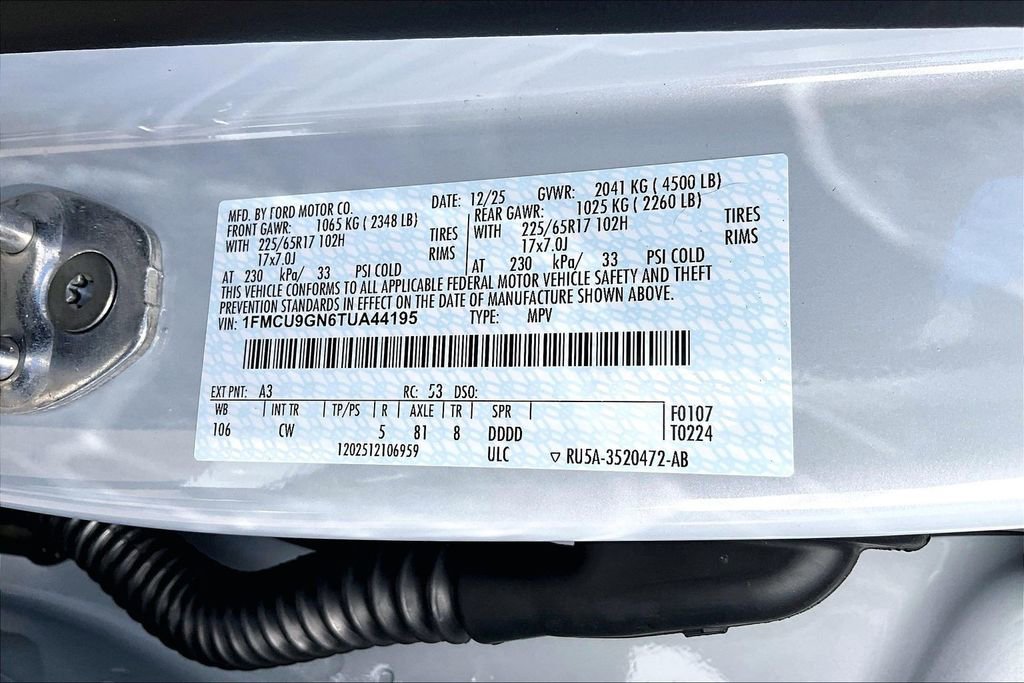 MFD. BY FORD MOTOR CO. DATE: 12/25 GVWR: 2041 KG ( 4500 LB)
FRONT GAWR: 1065 KG ( 2348 LB) REAR GAWR: 1025 KG ( 2260 LB)
WITH 225/65R17 102H TIRES WITH 225/65R17 102H TIRES
17x7.0J RIMS 17x7.0J RIMS
AT 230 kPa/ 33 PSI COLD AT 230 kPa/ 33 PSI COLD
THIS VEHICLE CONFORMS TO ALL APPLICABLE FEDERAL MOTOR VEHICLE SAFETY AND THEFT
PREVENTION STANDARDS IN EFFECT ON THE DATE OF MANUFACTURE SHOWN ABOVE.
VIN: 1FMCU9GN6TUA44195 TYPE: MPV
EXT PNT: A3 RC: 53 DSO:
WB INT TR TP/PS R AXLE TR SPR F0107
106 CW 5 81 8 DDDD T0224
1202512106959 ULC ▽ RU5A-3520472-AB